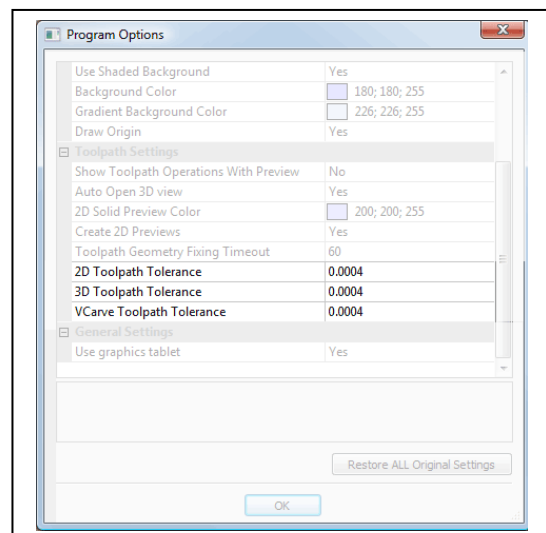 Program Options
Use Shaded Background Yes
Background Color 180; 180; 255
Gradient Background Color 226; 226; 255
Draw Origin Yes
Toolpath Settings
Show Toolpath Operations With Preview No
Auto Open 3D view Yes
2D Solid Preview Color 200; 200; 255
Create 2D Previews Yes
Toolpath Geometry Fixing Timeout 60
2D Toolpath Tolerance 0.0004
3D Toolpath Tolerance 0.0004
VCarve Toolpath Tolerance 0.0004
General Settings
Use graphics tablet Yes
Restore ALL Original Settings
OK